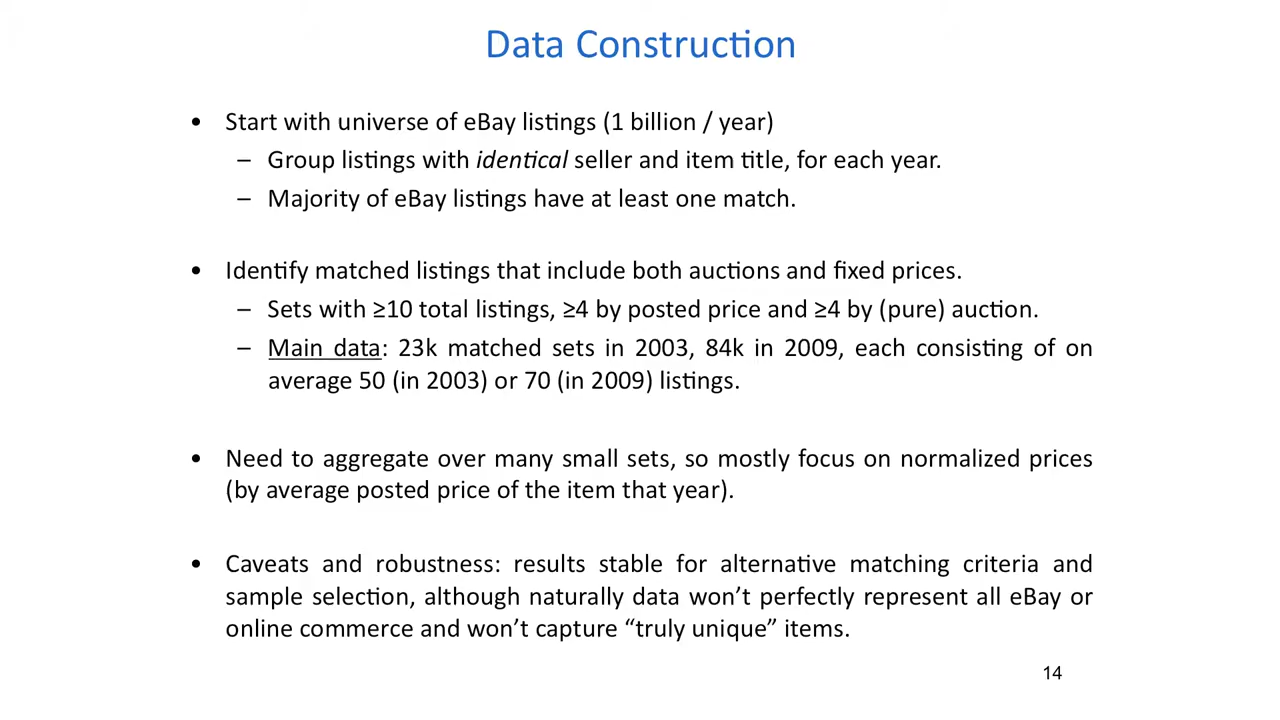 Data Construction
• Start with universe of eBay listings (1 billion / year)
– Group listings with identical seller and item title, for each year.
– Majority of eBay listings have at least one match.
• Identify matched listings that include both auctions and fixed prices.
– Sets with ≥10 total listings, ≥4 by posted price and ≥4 by (pure) auction.
– Main data: 23k matched sets in 2003, 84k in 2009, each consisting of on
average 50 (in 2003) or 70 (in 2009) listings.
• Need to aggregate over many small sets, so mostly focus on normalized prices
(by average posted price of the item that year).
• Caveats and robustness: results stable for alternative matching criteria and
sample selection, although naturally data won’t perfectly represent all eBay or
online commerce and won’t capture “truly unique” items.
14